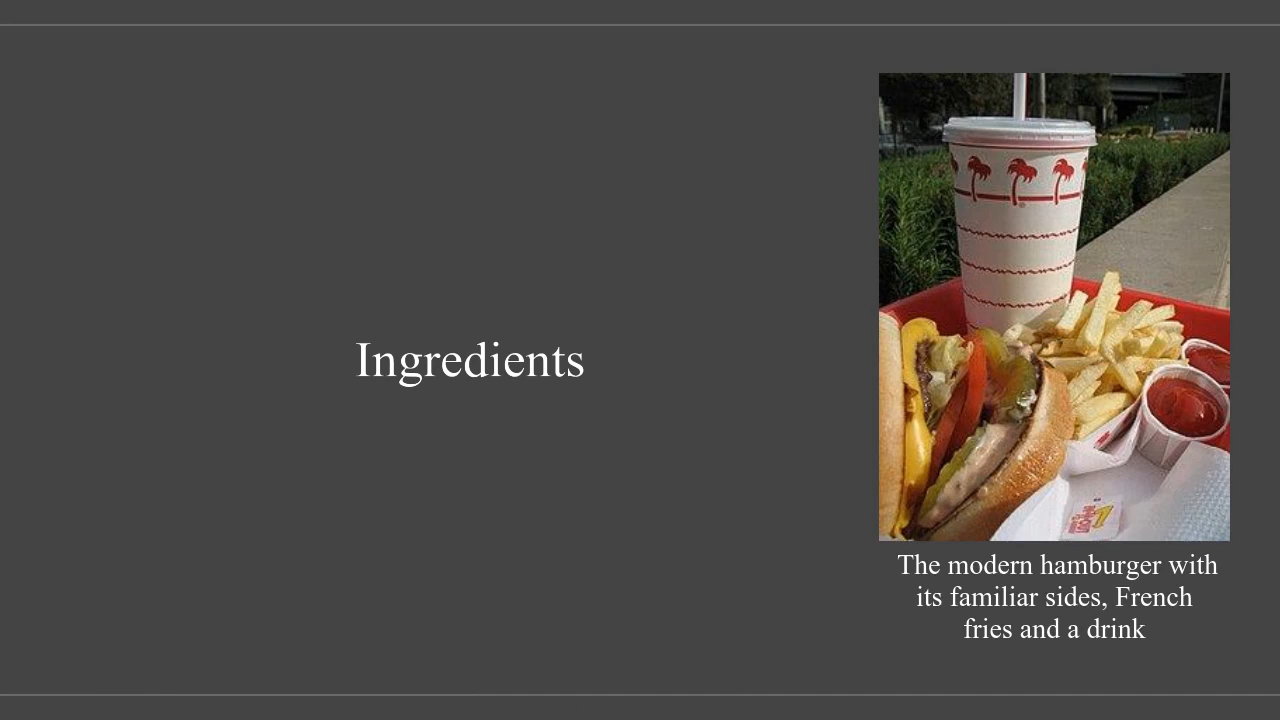 Ingredients
The modern hamburger with
its familiar sides, French
fries and a drink